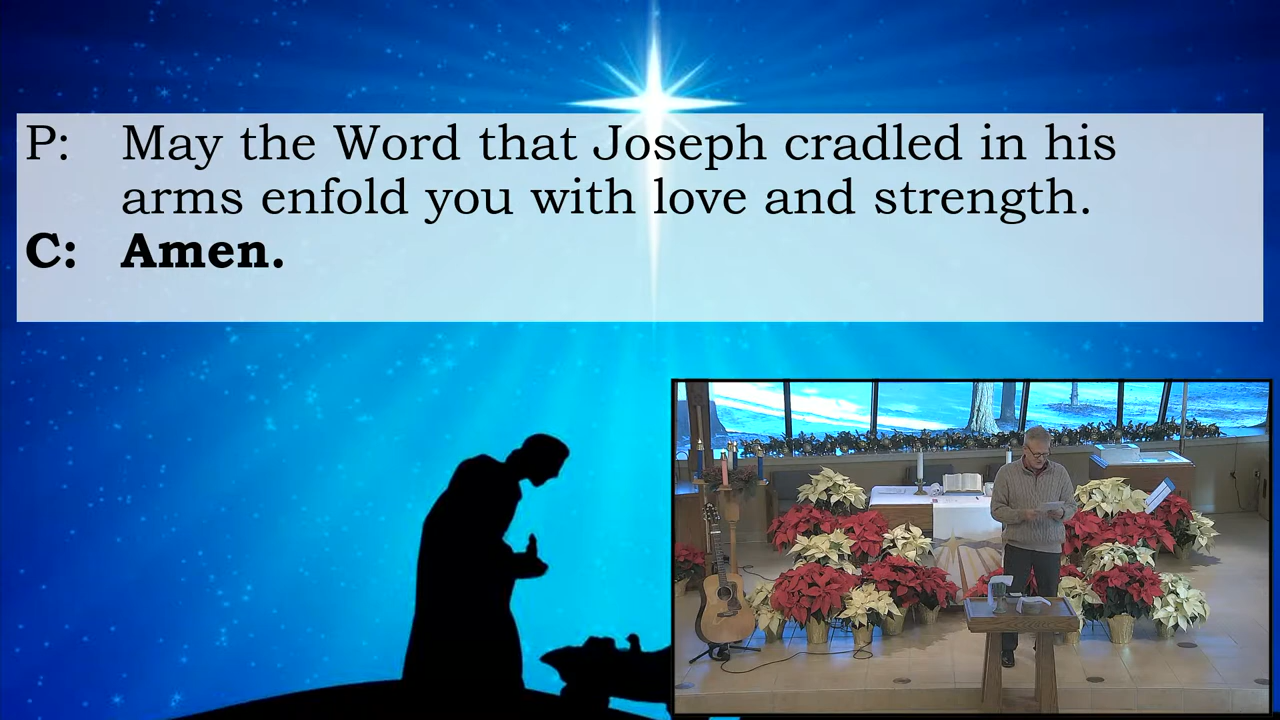 P: May the Word that Joseph cradled in his
arms enfold you with love and strength.
C: Amen.